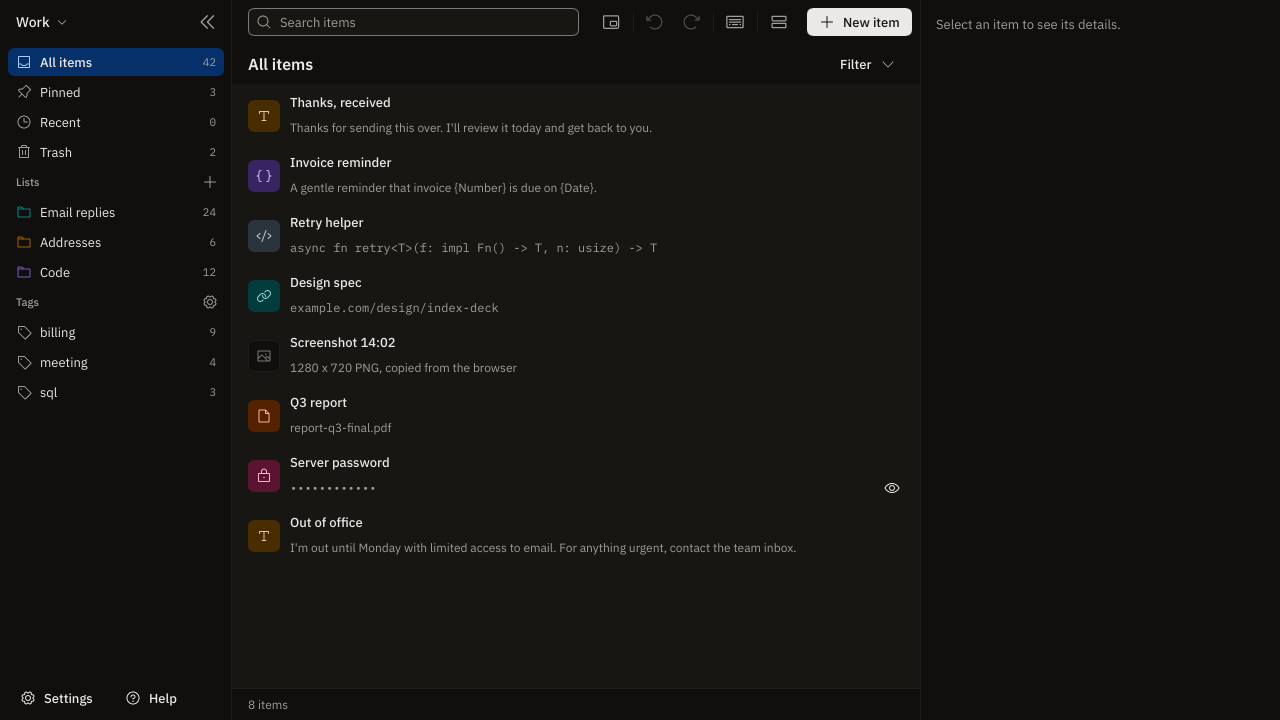 Work
All items 42
Pinned 3
Recent 0
Trash 2
Lists
Email replies 24
Addresses 6
Code 12
Tags
billing 9
meeting 4
sql 3
Settings
Help
Search items
New item
All items
Filter
T
Thanks, received
Thanks for sending this over. I'll review it today and get back to you.
{ }
Invoice reminder
A gentle reminder that invoice {Number} is due on {Date}.
</>
Retry helper
async fn retry<T>(f: impl Fn() -> T, n: usize) -> T
Design spec
example.com/design/index-deck
Screenshot 14:02
1280 x 720 PNG, copied from the browser
Q3 report
report-q3-final.pdf
Server password
••••••••••••
T
Out of office
I'm out until Monday with limited access to email. For anything urgent, contact the team inbox.
8 items
Select an item to see its details.